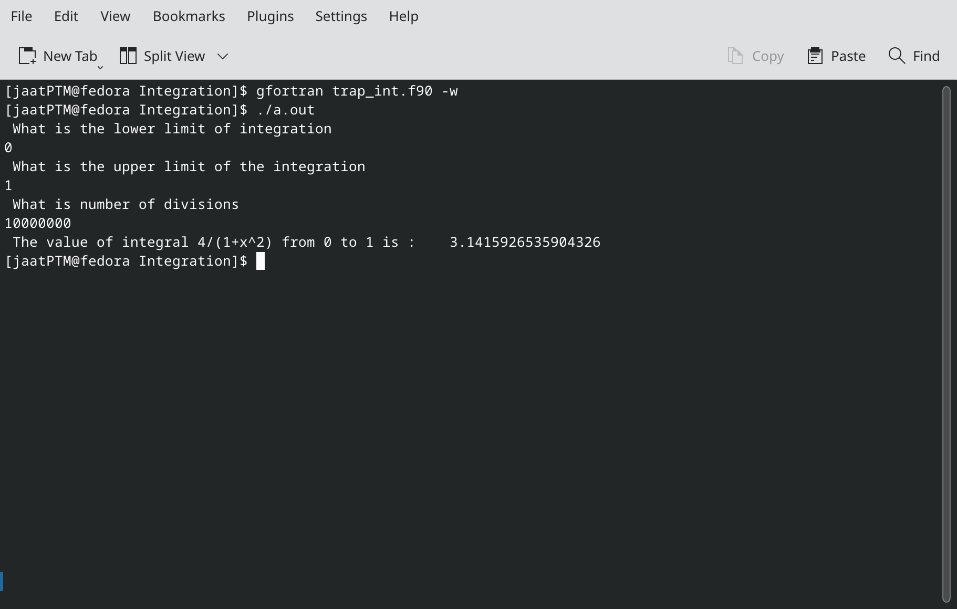 File Edit View Bookmarks Plugins Settings Help
New Tab Split View Copy Paste Find
[jaatPTM@fedora Integration]$ gfortran trap_int.f90 -w
[jaatPTM@fedora Integration]$ ./a.out
What is the lower limit of integration
0
What is the upper limit of the integration
1
What is number of divisions
10000000
The value of integral 4/(1+x^2) from 0 to 1 is : 3.1415926535904326
[jaatPTM@fedora Integration]$